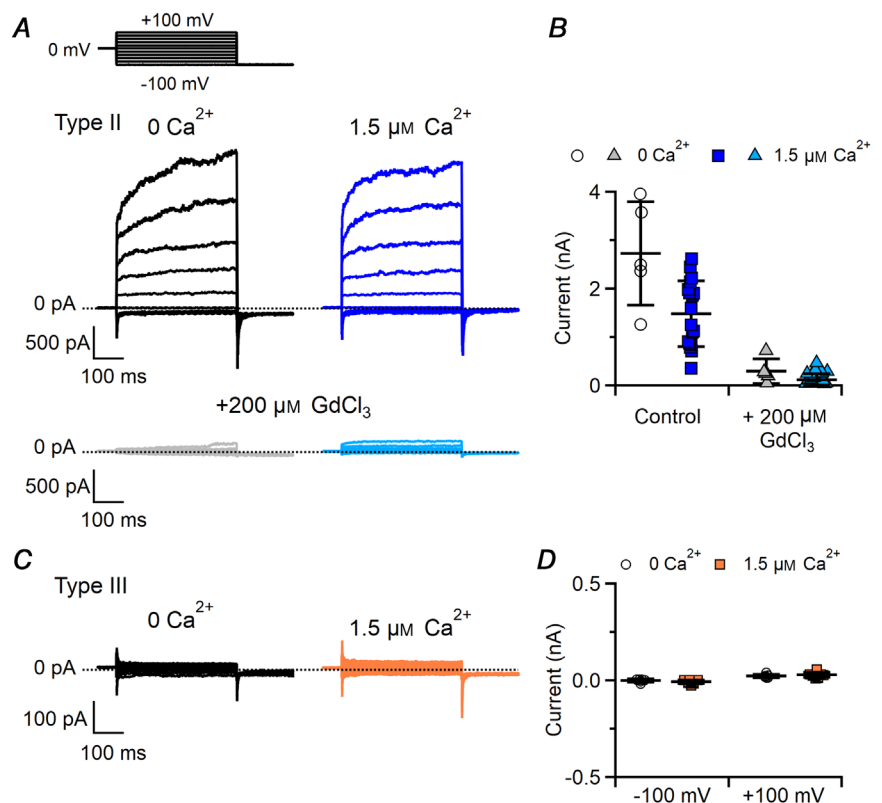 A
+100 mV
0 mV
-100 mV
Type II
0 Ca²⁺
1.5 µM Ca²⁺
0 pA
500 pA
100 ms
+200 µM GdCl₃
0 pA
500 pA
100 ms
B
0 Ca²⁺ 1.5 µM Ca²⁺
Current (nA)
4
2
0
Control
+ 200 µM
GdCl₃
C
Type III
0 Ca²⁺
1.5 µM Ca²⁺
0 pA
100 pA
100 ms
D
0 Ca²⁺ 1.5 µM Ca²⁺
Current (nA)
0.5
0.0
-0.5
-100 mV
+100 mV